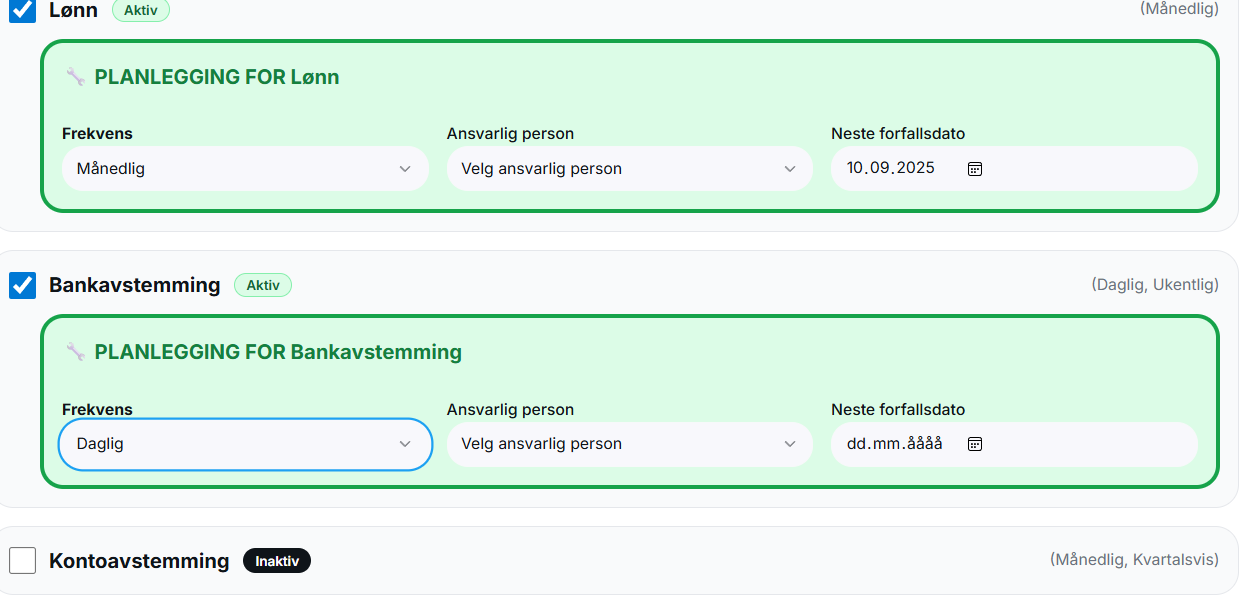 Lønn Aktiv (Månedlig)
PLANLEGGING FOR Lønn
Frekvens Ansvarlig person Neste forfallsdato
Månedlig Velg ansvarlig person 10.09.2025
Bankavstemming Aktiv (Daglig, Ukentlig)
PLANLEGGING FOR Bankavstemming
Frekvens Ansvarlig person Neste forfallsdato
Daglig Velg ansvarlig person dd.mm.åååå
Kontoavstemming Inaktiv (Månedlig, Kvartalsvis)